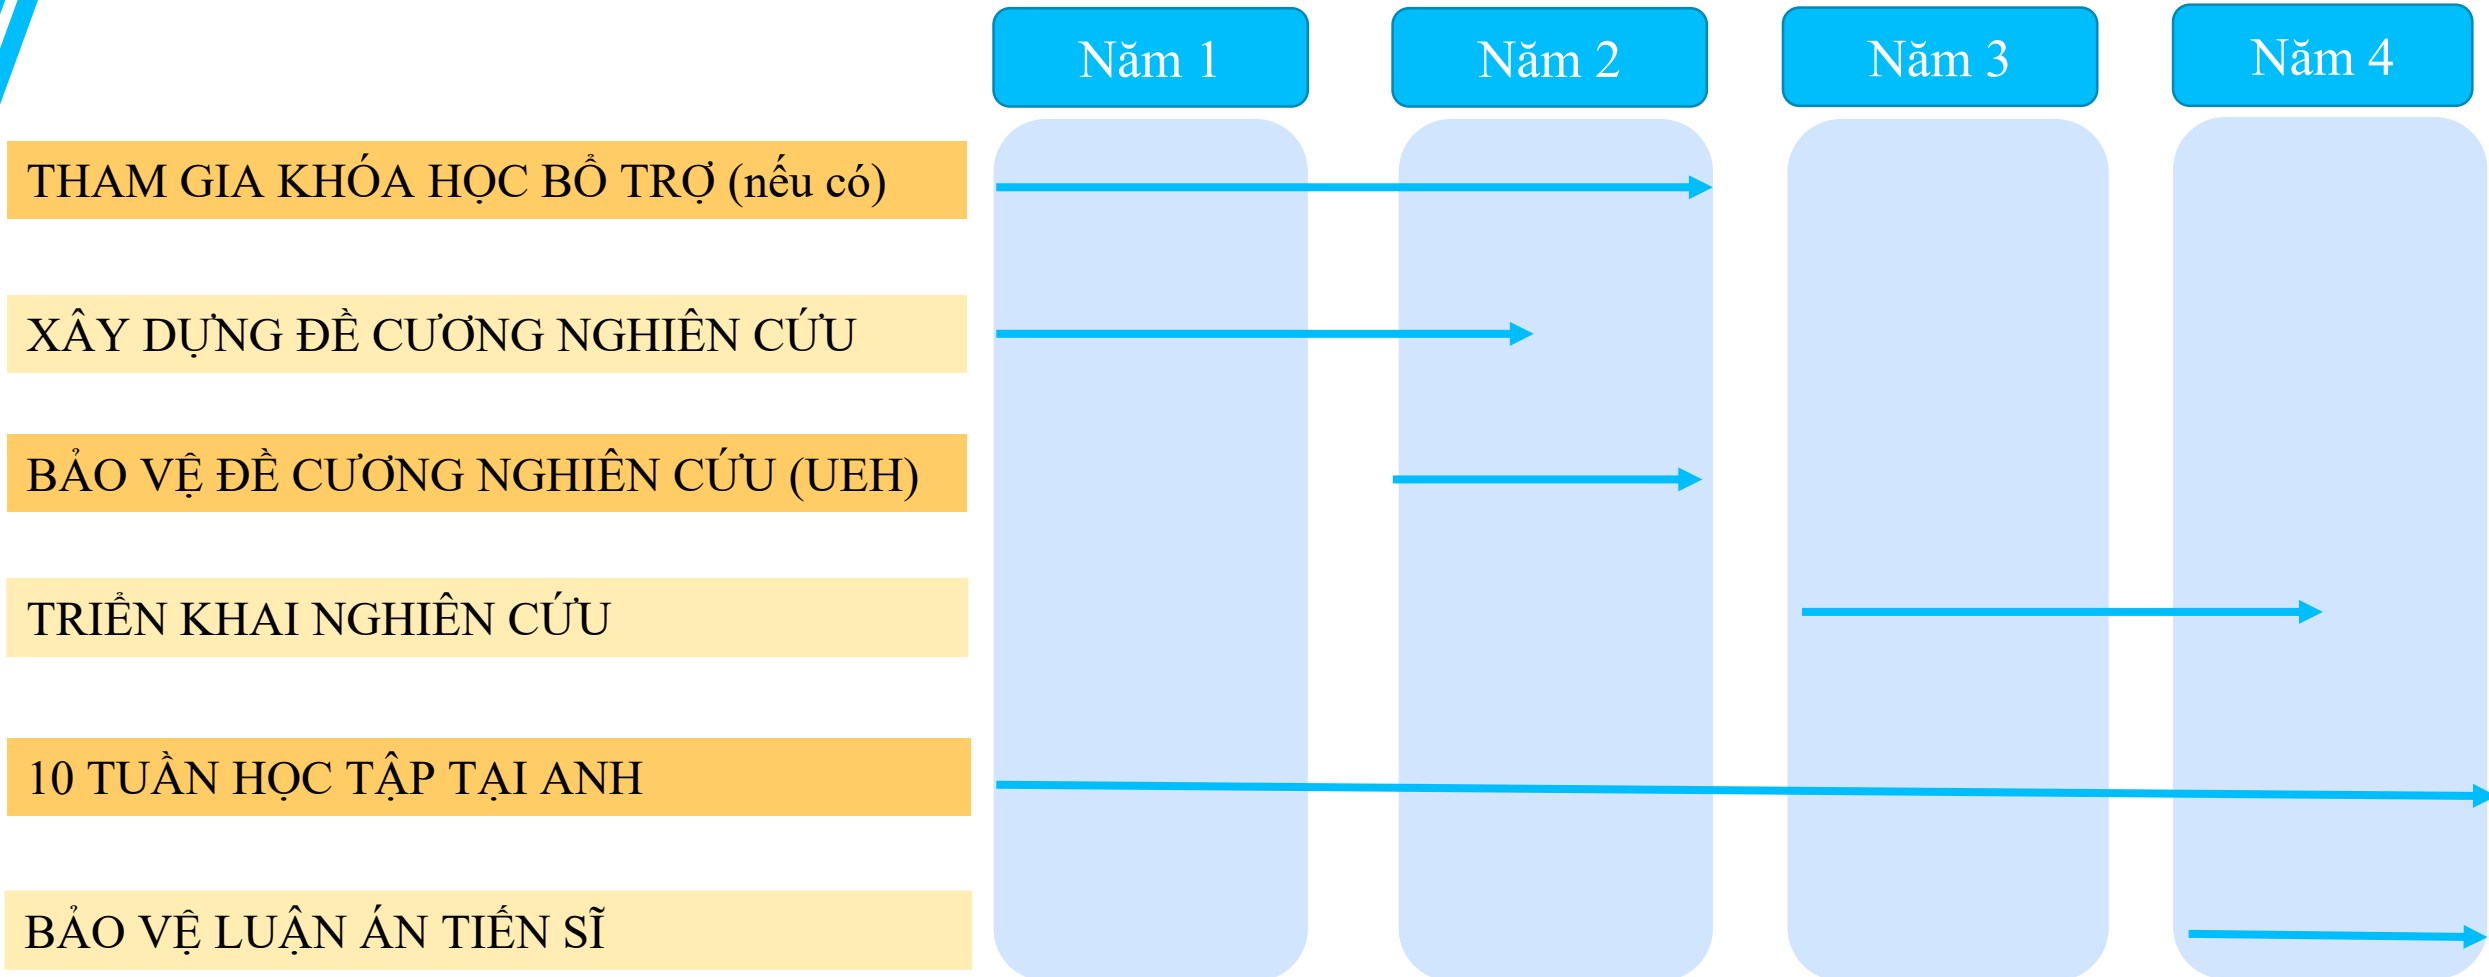 Năm 1
Năm 2
Năm 3
Năm 4
THAM GIA KHÓA HỌC BỔ TRỢ (nếu có)
XÂY DỰNG ĐỀ CƯƠNG NGHIÊN CỨU
BẢO VỆ ĐỀ CƯƠNG NGHIÊN CỨU (UEH)
TRIỂN KHAI NGHIÊN CỨU
10 TUẦN HỌC TẬP TẠI ANH
BẢO VỆ LUẬN ÁN TIẾN SĨ